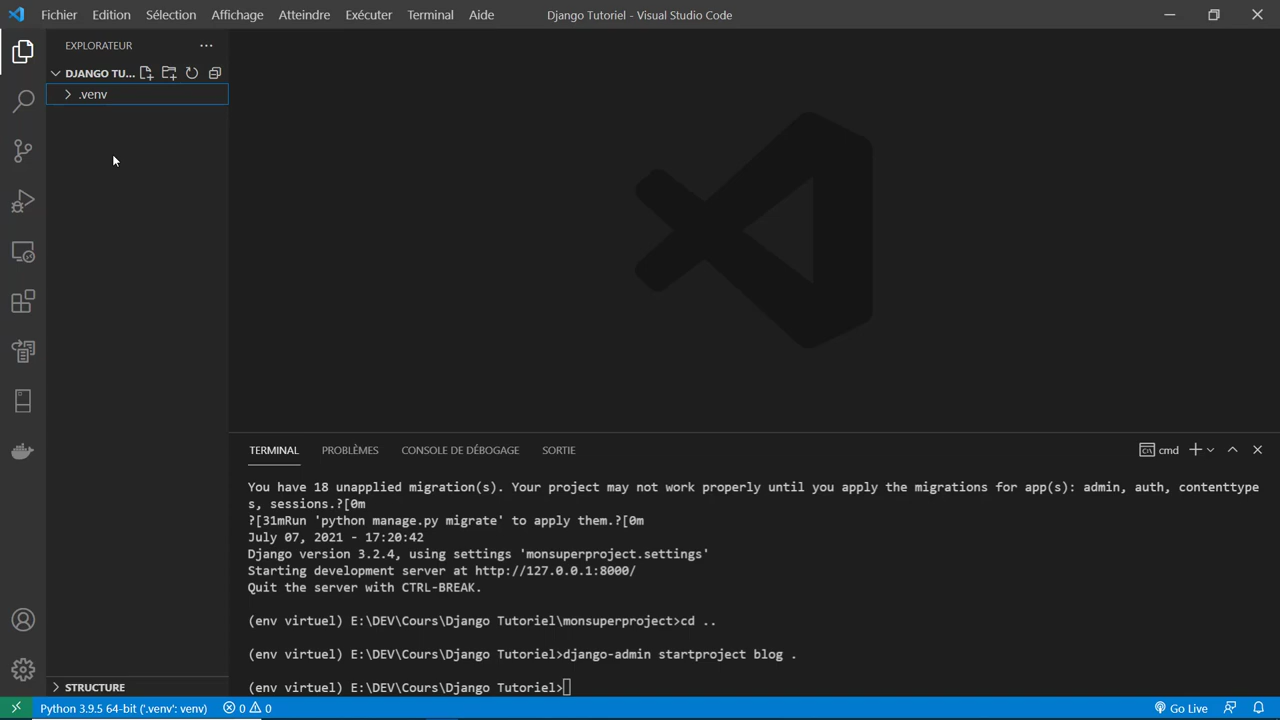 Fichier Edition Sélection Affichage Atteindre Exécuter Terminal Aide Django Tutoriel - Visual Studio Code
EXPLORATEUR
DJANGO TU...
.venv
TERMINAL PROBLÈMES CONSOLE DE DÉBOGAGE SORTIE cmd
You have 18 unapplied migration(s). Your project may not work properly until you apply the migrations for app(s): admin, auth, contenttype
s, sessions.?[0m
?[31mRun 'python manage.py migrate' to apply them.?[0m
July 07, 2021 - 17:20:42
Django version 3.2.4, using settings 'monsuperproject.settings'
Starting development server at http://127.0.0.1:8000/
Quit the server with CTRL-BREAK.
(env virtuel) E:\DEV\Cours\Django Tutoriel\monsuperproject>cd ..
(env virtuel) E:\DEV\Cours\Django Tutoriel>django-admin startproject blog .
(env virtuel) E:\DEV\Cours\Django Tutoriel>
STRUCTURE
Python 3.9.5 64-bit ('.venv': venv) 0 0 Go Live